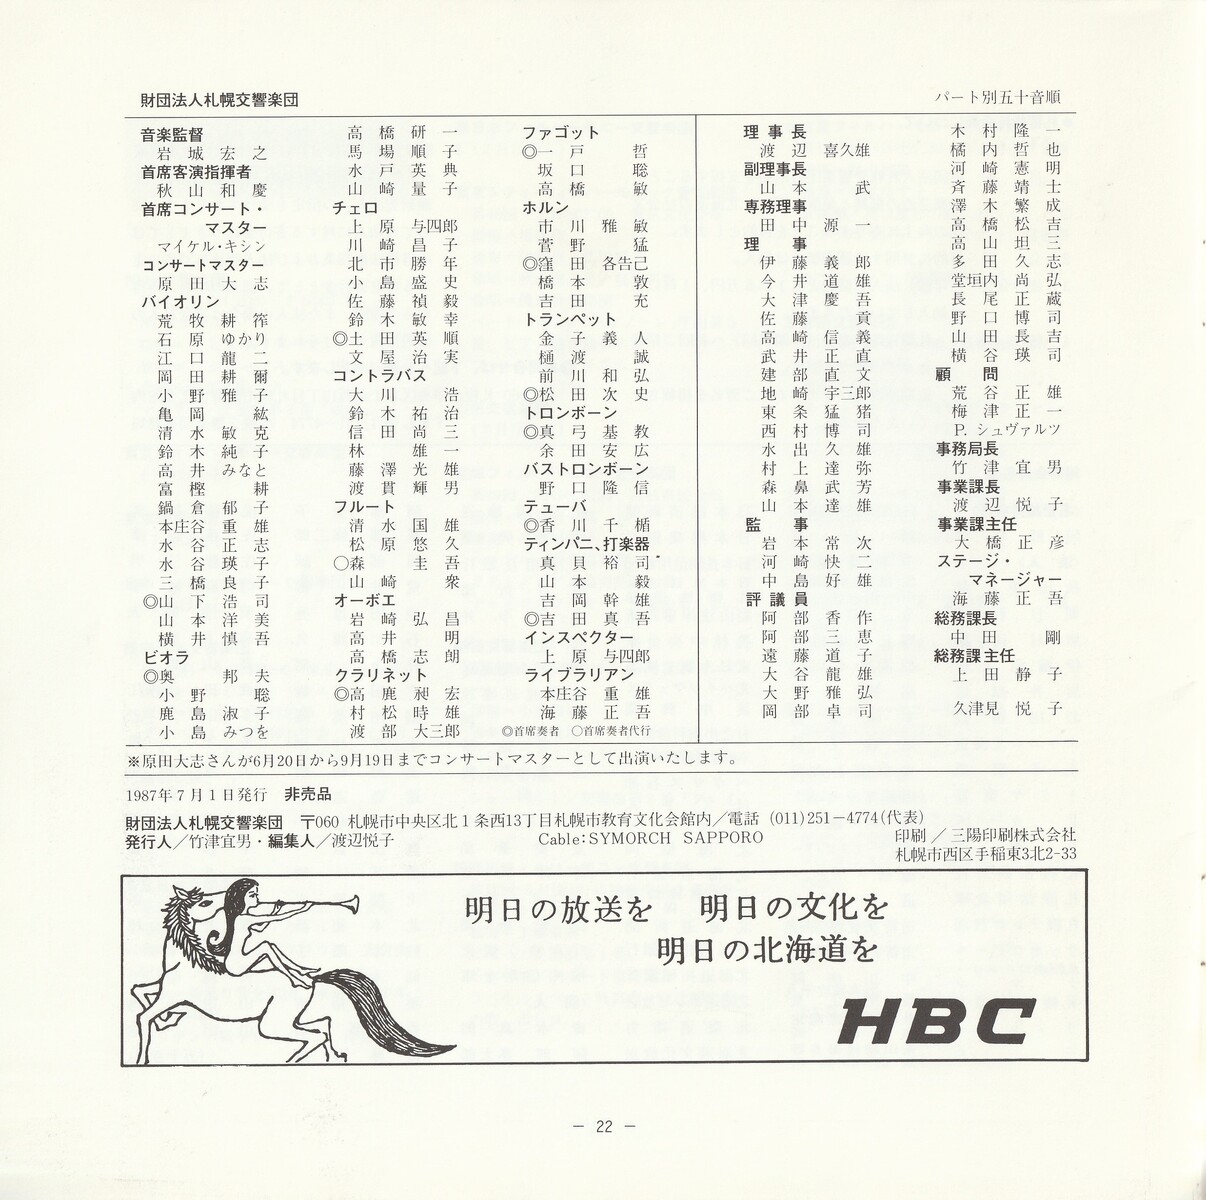 財団法人札幌交響楽団
パート別五十音順
音楽監督
岩城宏之
首席客演指揮者
秋山和慶
首席コンサート・
マスター
マイケル・キシン
コンサートマスター
原田大志
バイオリン
荒牧耕筰
石原ゆかり
江口龍二
岡田耕爾
小野雅子
亀岡紘
清水敏克
鈴木純子
高井みなと
富樫耕
鍋倉郁子
本庄谷重雄
水谷正志
水谷瑛子
三橋良子
◎山下浩司
山本洋美
横井慎吾
ビオラ
◎奥邦夫
小野聡
鹿島淑子
小島みつを
高橋研一
馬場順子
水戸英典
山崎量子
チェロ
上原与四郎
川崎昌子
北市勝年
小島盛史
佐藤禎毅
鈴木敏幸
◎土田英順
文屋治実
コントラバス
大川浩
鈴木祐治
信田尚三
林雄一
藤澤光雄
渡貫輝男
フルート
清水国雄
松原悠久
○森圭吾
山崎衆
オーボエ
岩崎弘昌
高井明
高橋志朗
クラリネット
◎高鹿昶宏
村松時雄
渡部大三郎
ファゴット
◎一戸哲
坂口聡
高橋敏
ホルン
市川雅敏
菅野猛
◎窪田各告己
橋本敦
吉田充
トランペット
金子義人
樋渡誠
前川和弘
◎松田次史
トロンボーン
◎真弓基教
余田安広
バストロンボーン
野口隆信
テューバ
◎香川千楯
ティンパニ、打楽器
真貝裕司
山本毅
吉岡幹雄
◎吉田真吾
インスペクター
上原与四郎
ライブラリアン
本庄谷重雄
海藤正吾
◎首席奏者 ○首席奏者代行
理事長
渡辺喜久雄
副理事長
山本武
専務理事
田中源一
理事
伊藤義郎
今井道雄
大津慶吾
佐藤貢
高崎信義
武井正直
建部直文
地崎宇三郎
東条猛猪
西村博司
水出久雄
村上達弥
森鼻武芳
山本達雄
監事
岩本常次
河崎快二
中島好雄
評議員
阿部香作
阿部三恵
遠藤道子
大谷龍雄
大野雅弘
岡部卓司
木村隆一
橘内哲也
河崎憲明
斉藤靖士
澤木繁成
高橋松吉
高山坦三
多田久志
堂垣内尚弘
長尾正蔵
野口博司
山田長吉
横谷瑛司
顧問
荒谷正雄
梅津正一
P. シュヴァルツ
事務局長
竹津宜男
事業課長
渡辺悦子
事業課主任
大橋正彦
ステージ・
マネージャー
海藤正吾
総務課長
中田剛
総務課主任
上田静子
久津見悦子
※原田大志さんが6月20日から9月19日までコンサートマスターとして出演いたします。
1987年7月1日発行 非売品
財団法人札幌交響楽団 〒060 札幌市中央区北1条西13丁目札幌市教育文化会館内／電話 (011)251－4774(代表)
発行人／竹津宜男・編集人／渡辺悦子 Cable:SYMORCH SAPPORO
印刷／三陽印刷株式会社
札幌市西区手稲東3北2-33
明日の放送を 明日の文化を
明日の北海道を
HBC
－ 22 －